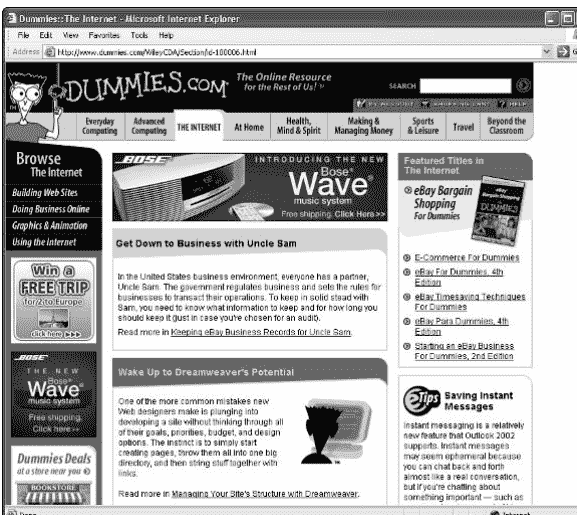 Dummies::The Internet - Microsoft Internet Explorer
File Edit View Favorites Tools Help
Address http://www.dummies.com/WileyCDA/Section/id-100006.html
DUMMIES.COM
The Online Resource
for the Rest of Us!
SEARCH
HELP
Everyday
Computing
Advanced
Computing
THE INTERNET
At Home
Health,
Mind & Spirit
Making &
Managing Money
Sports
& Leisure
Travel
Beyond the
Classroom
Browse
The Internet
Building Web Sites
Doing Business Online
Graphics & Animation
Using the Internet
Win a
FREE TRIP
for 2 to Europe
click here
BOSE
THE NEW
Wave
music system
Free shipping.
Click Here >>
Dummies Deals
at a store near you
BOOKSTORE
BOSE
INTRODUCING THE NEW
Bose
Wave
music system
Free shipping. Click Here >>
Get Down to Business with Uncle Sam
In the United States business environment, everyone has a partner,
Uncle Sam. The government regulates business and sets the rules for
businesses to transact their operations. To keep in solid stead with
Sam, you need to know what information to keep and for how long you
should keep it (just in case you're chosen for an audit).
Read more in Keeping eBay Business Records for Uncle Sam.
Wake Up to Dreamweaver's Potential
One of the more common mistakes new
Web designers make is plunging into
developing a site without thinking through all
of their goals, priorities, budget, and design
options. The instinct is to simply start
creating pages, throw them all into one big
directory, and then string stuff together with
links.
Read more in Managing Your Site's Structure with Dreamweaver.
Featured Titles in
The Internet
eBay Bargain
Shopping
For Dummies
E-Commerce For Dummies
eBay For Dummies, 4th
Edition
eBay Timesaving Techniques
For Dummies
eBay Para Dummies, 4th
Edition
Starting an eBay Business
For Dummies, 2nd Edition
eTips
Saving Instant
Messages
Instant messaging is a relatively
new feature that Outlook 2002
supports. Instant messages
may seem ephemeral because
you can chat back and forth
almost like a real conversation,
but if you're chatting about
something important — such as